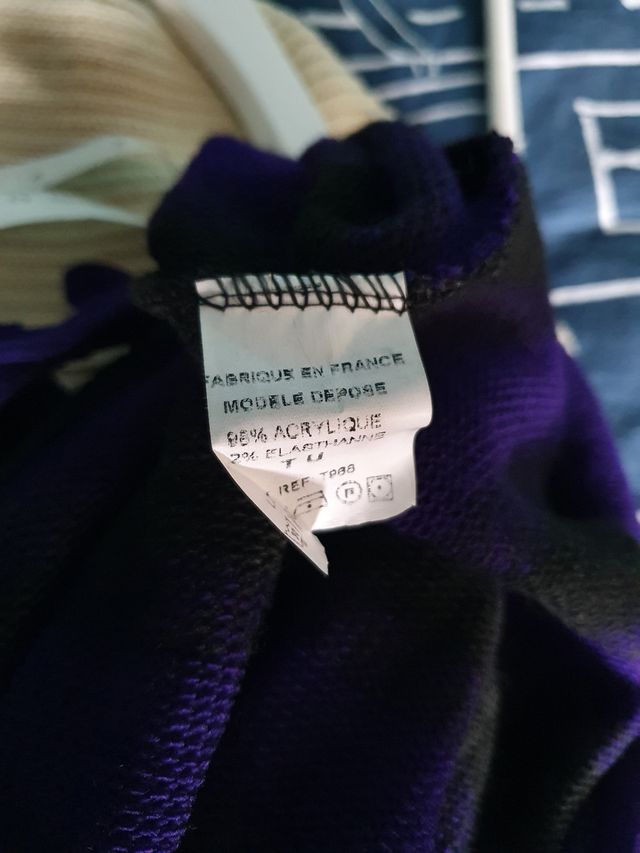 FABRIQUE EN FRANCE
MODELE DEPOSE
98% ACRYLIQUE
2% ELASTHANNE
T U
REF TP88
P